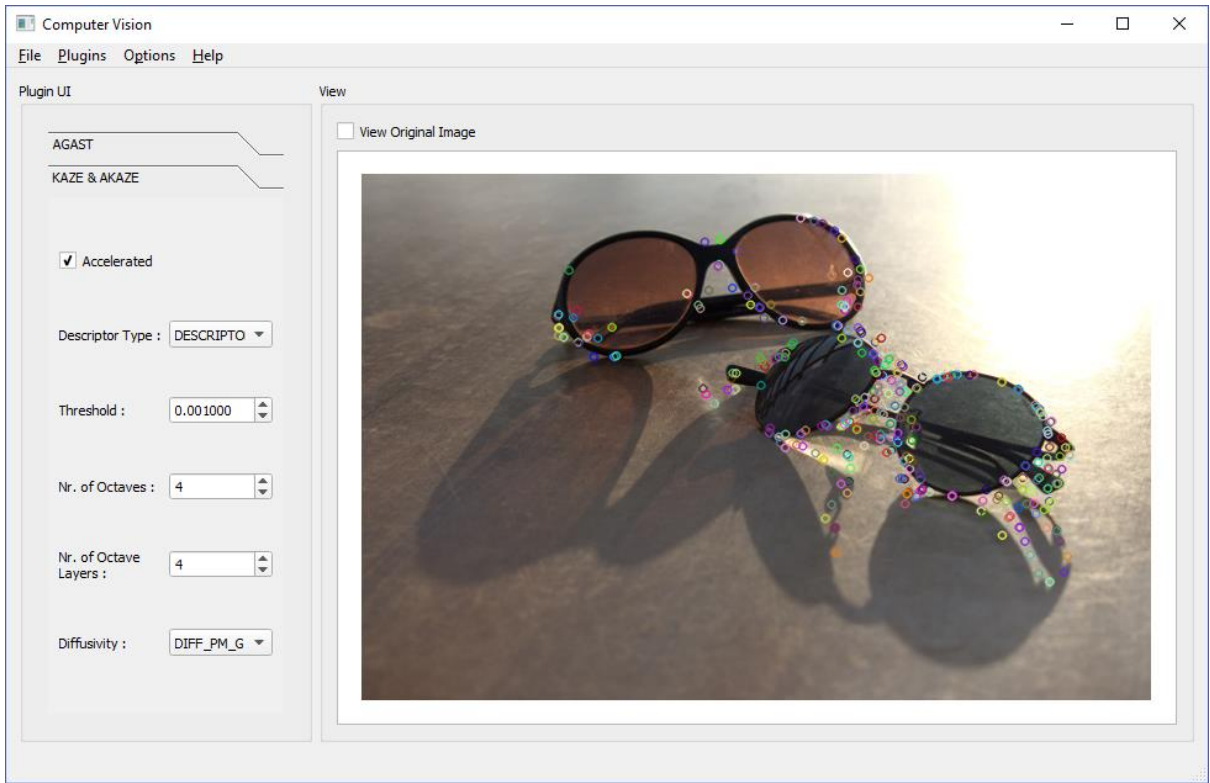 Computer Vision
File Plugins Options Help
Plugin UI
View
AGAST
KAZE & AKAZE
Accelerated
Descriptor Type : DESCRIPTO
Threshold : 0.001000
Nr. of Octaves : 4
Nr. of Octave
Layers : 4
Diffusivity : DIFF_PM_G
View Original Image